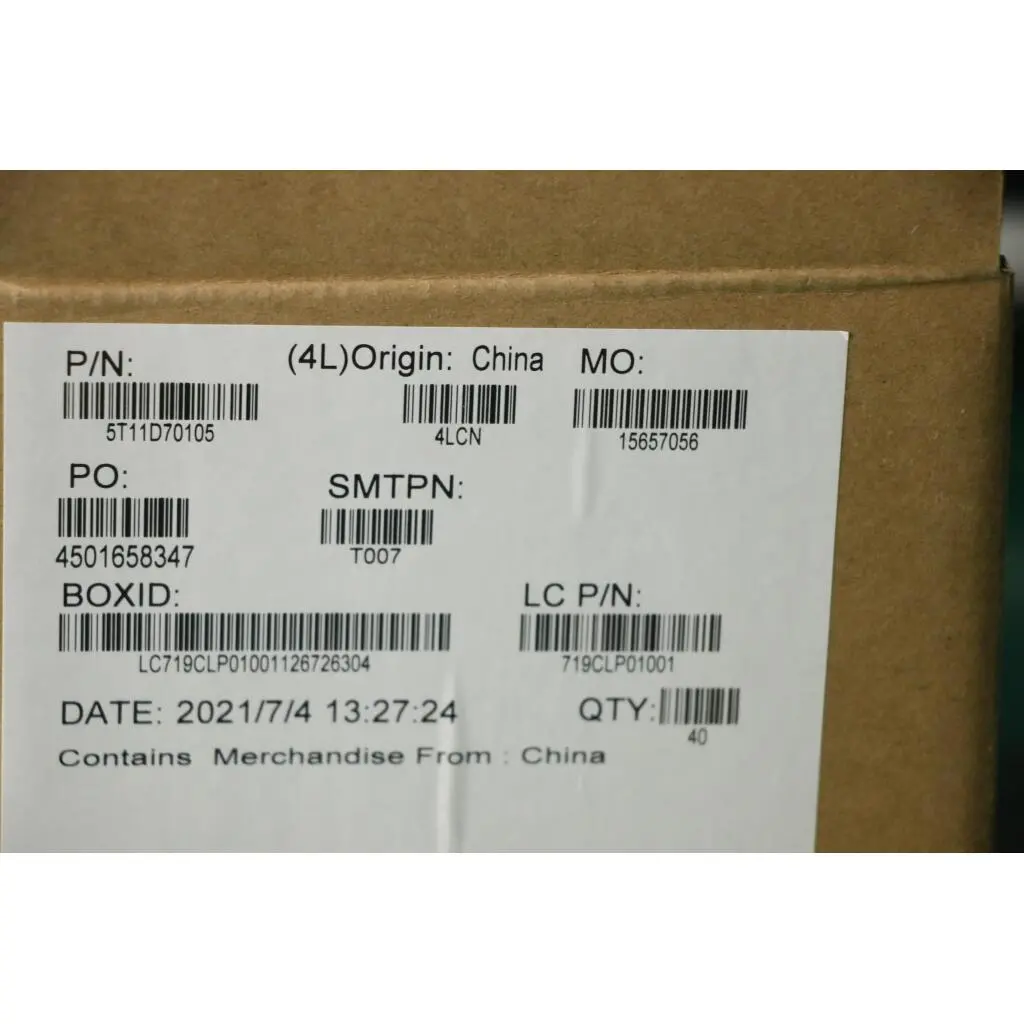 P/N: (4L)Origin: China MO:
5T11D70105 4LCN 15657056
PO: SMTPN:
4501658347 T007
BOXID: LC P/N:
LC719CLP01001126726304 719CLP01001
DATE: 2021/7/4 13:27:24 QTY:
40
Contains Merchandise From : China